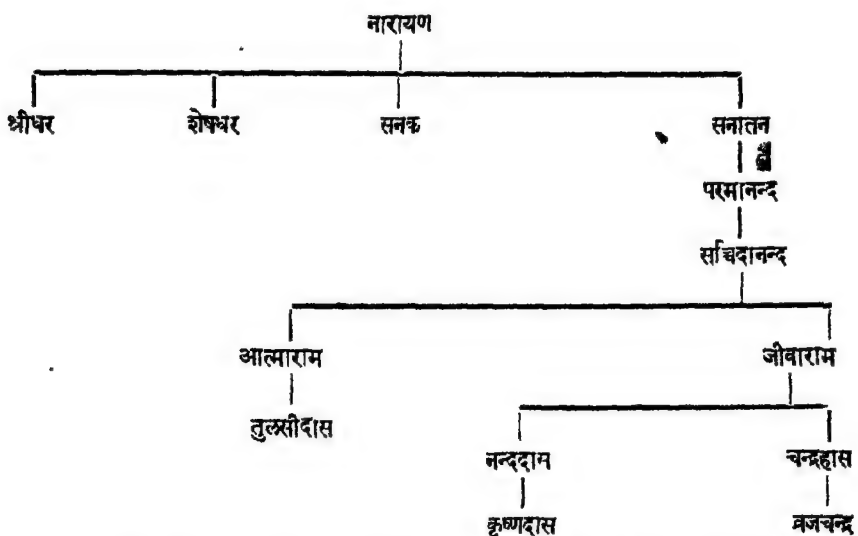 नारायण
श्रीधर शेषधर सनक सनातन
परमानन्द
सच्चिदानन्द
आत्माराम जीवाराम
तुलसीदास
नन्ददाम चन्द्रहास
कृष्णदास व्रजचन्द्र